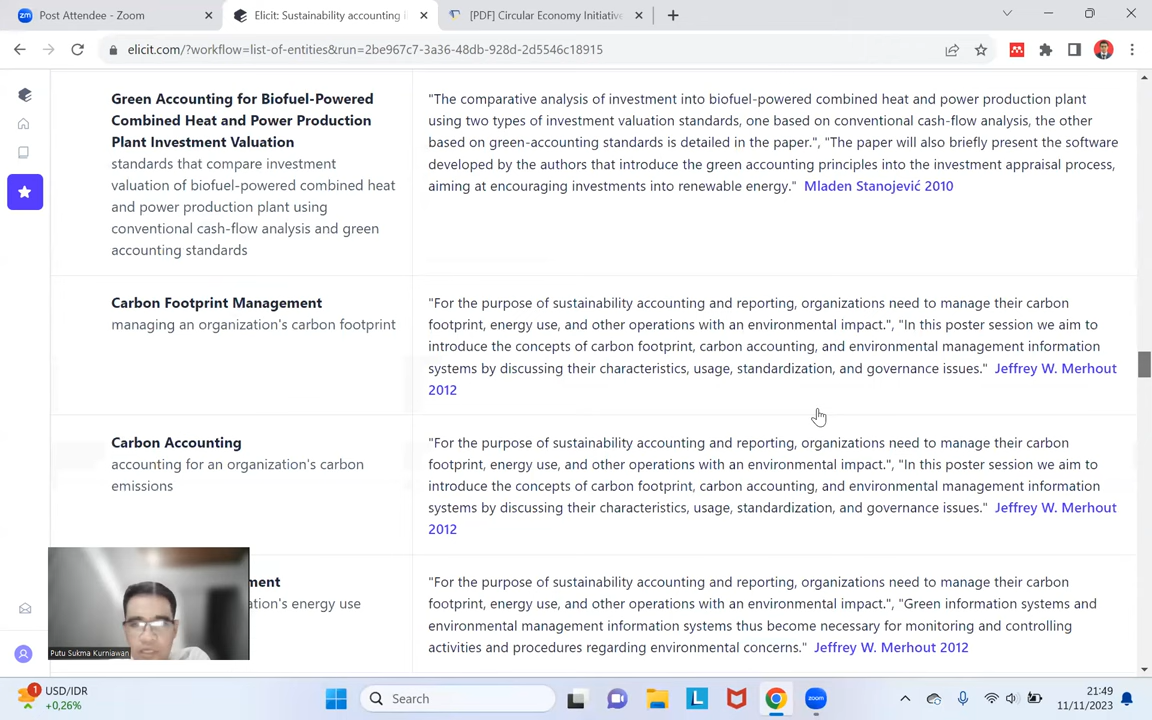 Post Attendee - Zoom
Elicit: Sustainability accounting i
[PDF] Circular Economy Initiative
elicit.com/?workflow=list-of-entities&run=2be967c7-3a36-48db-928d-2d5546c18915
Green Accounting for Biofuel-Powered
Combined Heat and Power Production
Plant Investment Valuation
standards that compare investment
valuation of biofuel-powered combined heat
and power production plant using
conventional cash-flow analysis and green
accounting standards
"The comparative analysis of investment into biofuel-powered combined heat and power production plant
using two types of investment valuation standards, one based on conventional cash-flow analysis, the other
based on green-accounting standards is detailed in the paper.", "The paper will also briefly present the software
developed by the authors that introduce the green accounting principles into the investment appraisal process,
aiming at encouraging investments into renewable energy." Mladen Stanojević 2010
Carbon Footprint Management
managing an organization's carbon footprint
"For the purpose of sustainability accounting and reporting, organizations need to manage their carbon
footprint, energy use, and other operations with an environmental impact.", "In this poster session we aim to
introduce the concepts of carbon footprint, carbon accounting, and environmental management information
systems by discussing their characteristics, usage, standardization, and governance issues." Jeffrey W. Merhout
2012
Carbon Accounting
accounting for an organization's carbon
emissions
"For the purpose of sustainability accounting and reporting, organizations need to manage their carbon
footprint, energy use, and other operations with an environmental impact.", "In this poster session we aim to
introduce the concepts of carbon footprint, carbon accounting, and environmental management information
systems by discussing their characteristics, usage, standardization, and governance issues." Jeffrey W. Merhout
2012
ment
ation's energy use
"For the purpose of sustainability accounting and reporting, organizations need to manage their carbon
footprint, energy use, and other operations with an environmental impact.", "Green information systems and
environmental management information systems thus become necessary for monitoring and controlling
activities and procedures regarding environmental concerns." Jeffrey W. Merhout 2012
Putu Sukma Kurniawan
1
USD/IDR
+0,26%
Search
21:49
11/11/2023